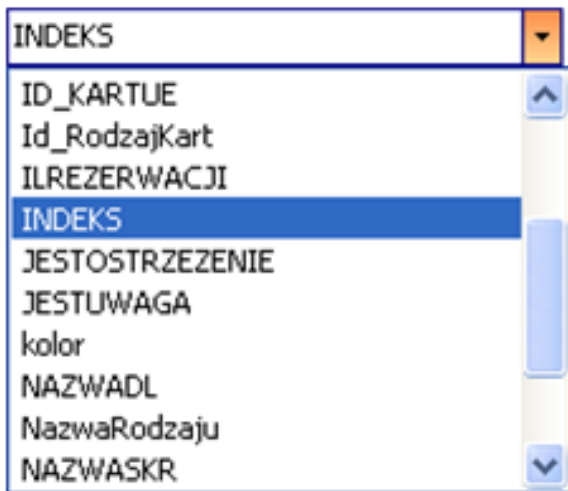 INDEKS
ID_KARTUE
Id_RodzajKart
ILREZERWACJI
INDEKS
JESTOSTRZEZENIE
JESTUWAGA
kolor
NAZWADL
NazwaRodzaju
NAZWASKR